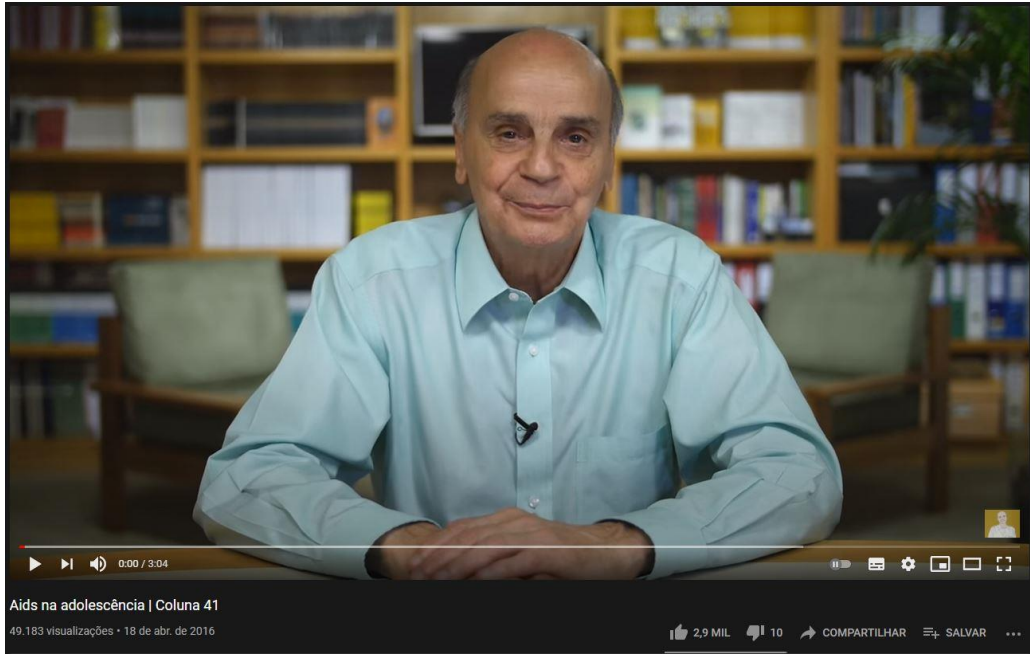 0:00 / 3:04
Aids na adolescência | Coluna 41
49.183 visualizações • 18 de abr. de 2016
2,9 MIL 10 COMPARTILHAR SALVAR